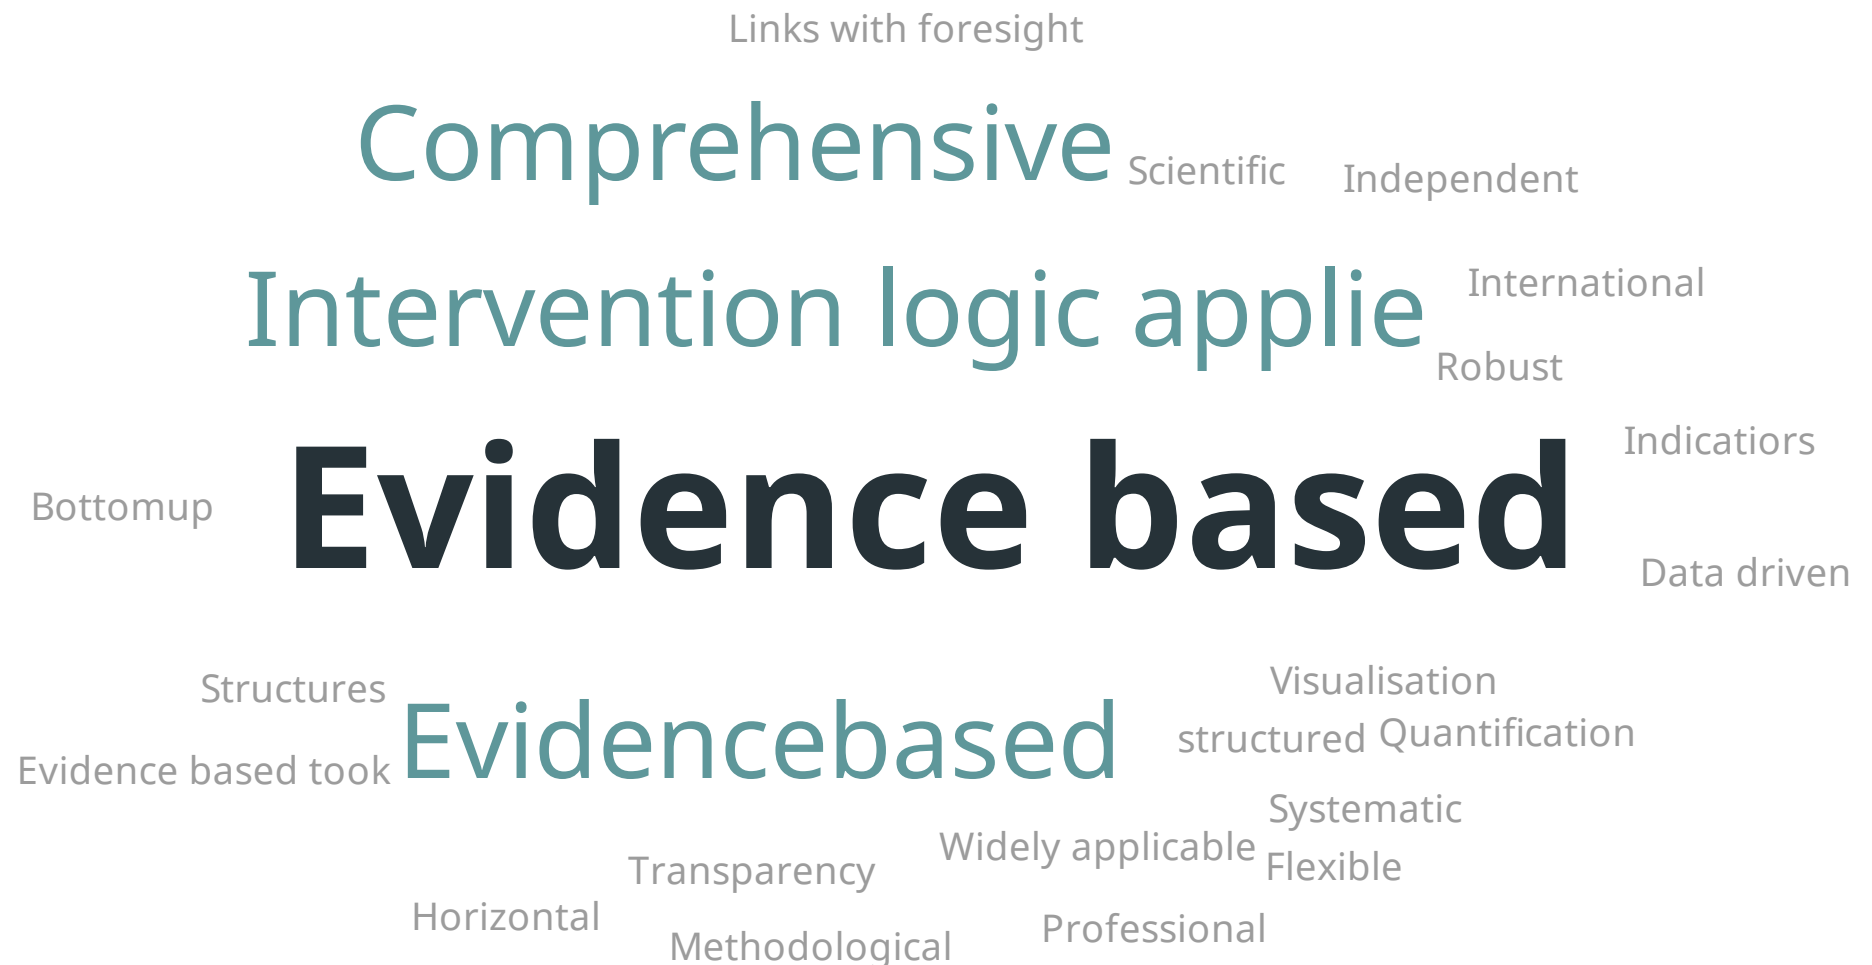 Links with foresight
Comprehensive
Scientific
Independent
Intervention logic applie
International
Robust
Evidence based
Indicatiors
Bottomup
Data driven
Structures
Evidencebased
Visualisation
structured
Quantification
Evidence based took
Systematic
Widely applicable
Flexible
Transparency
Horizontal
Professional
Methodological